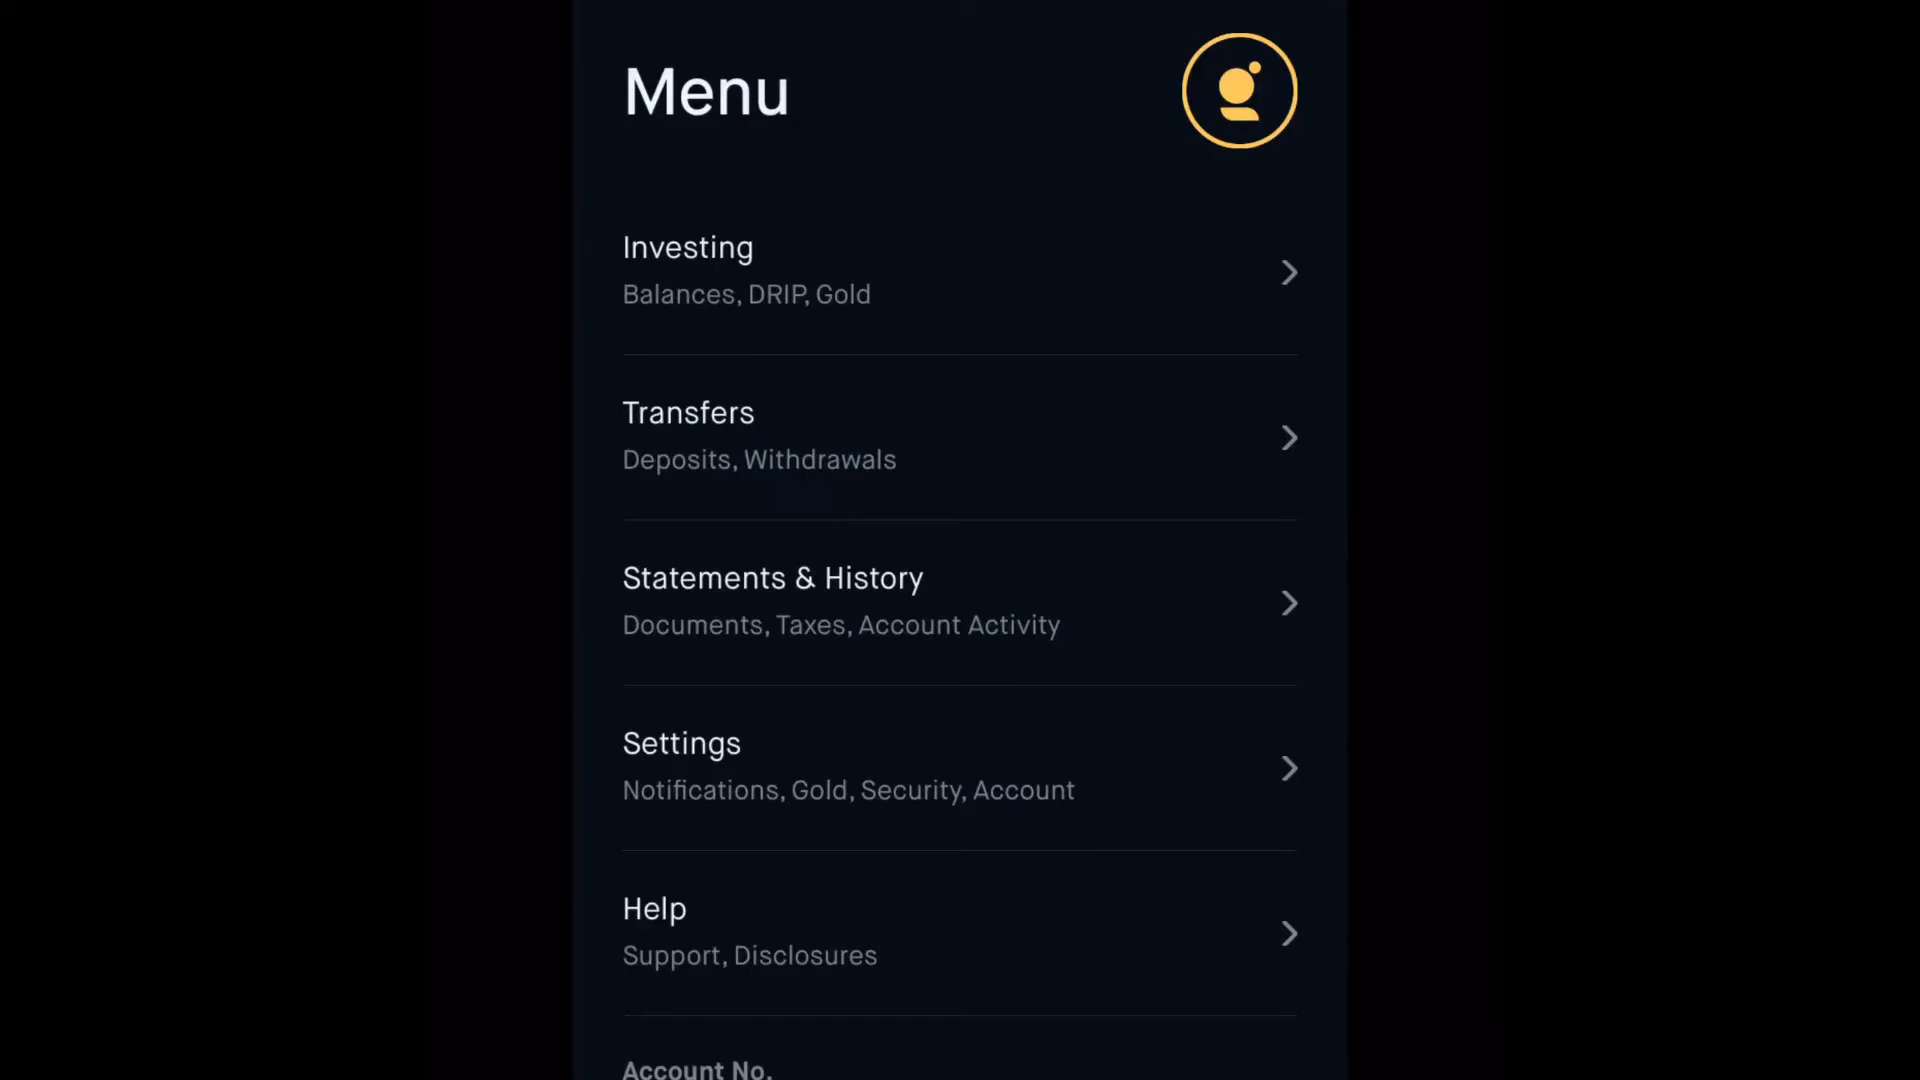 Menu
Investing
Balances, DRIP, Gold
Transfers
Deposits, Withdrawals
Statements & History
Documents, Taxes, Account Activity
Settings
Notifications, Gold, Security, Account
Help
Support, Disclosures
Account No.